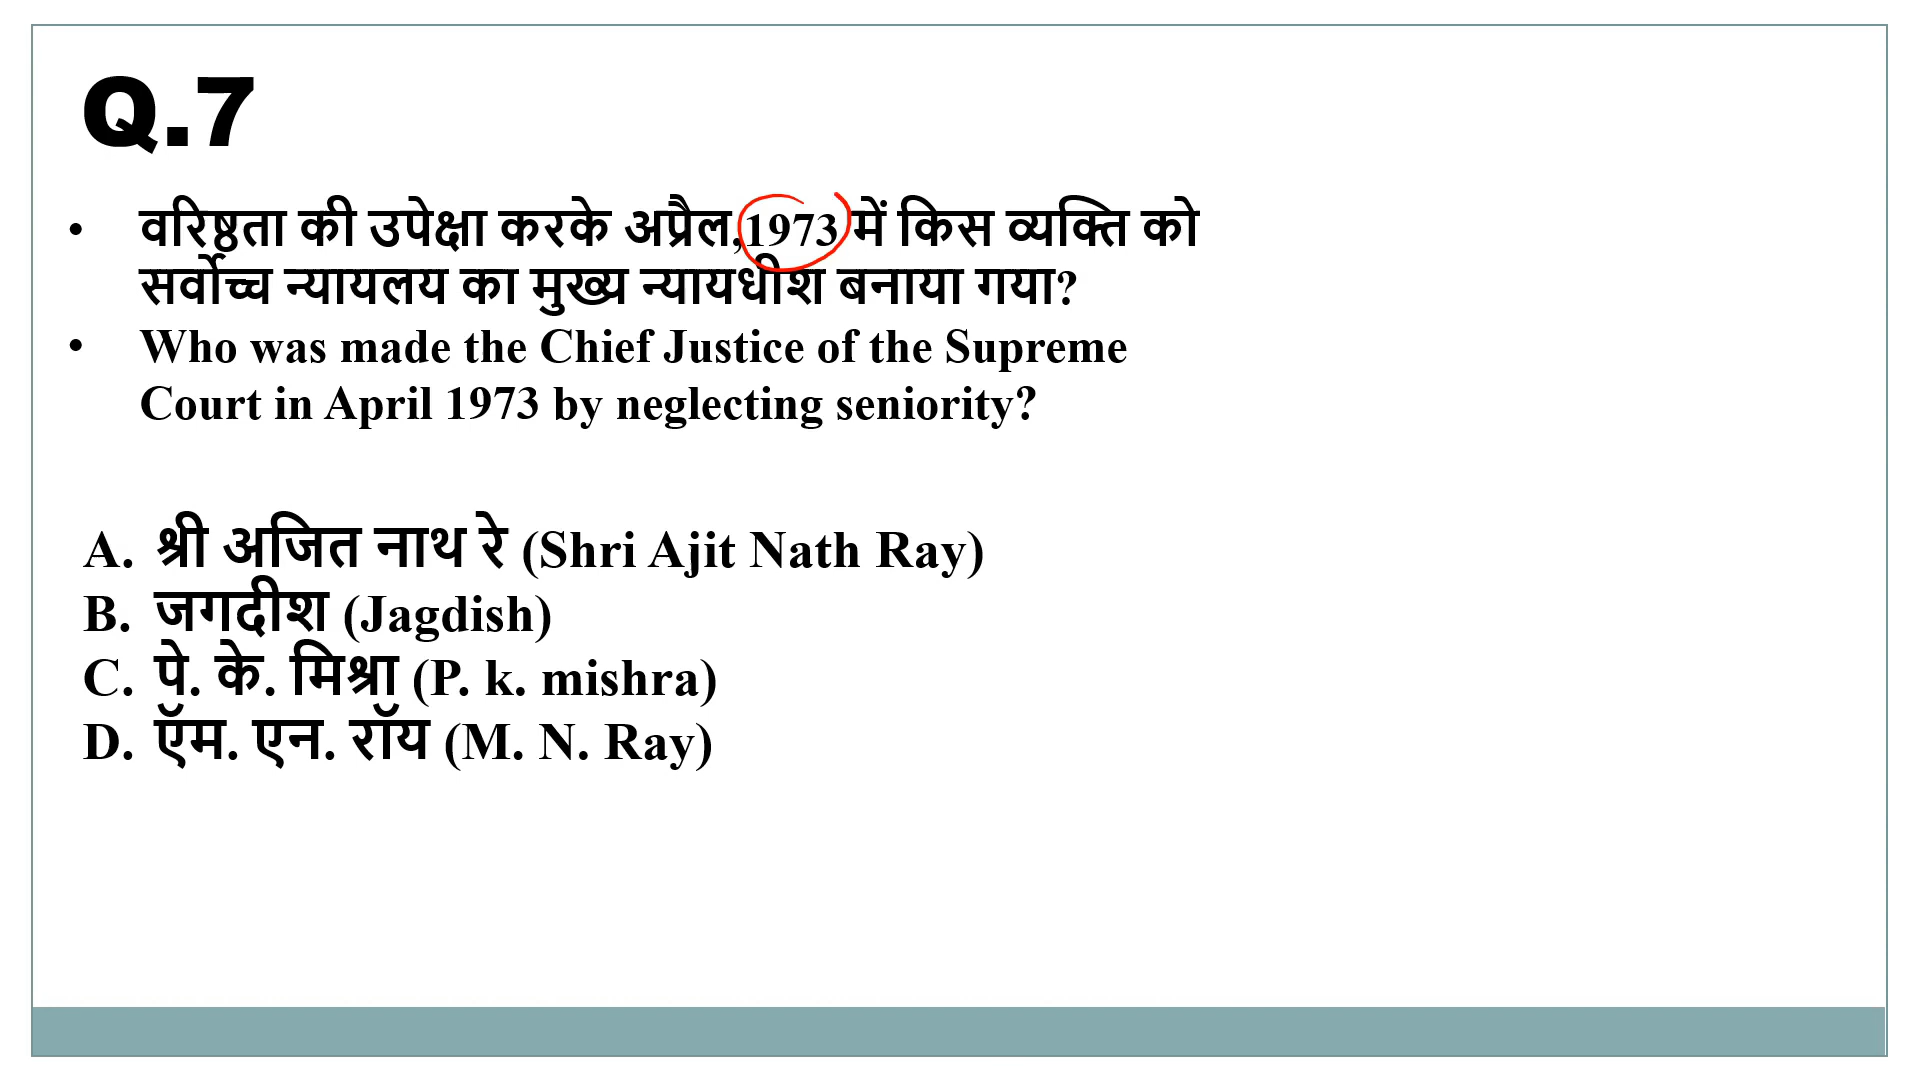 Q.7
• वरिष्ठता की उपेक्षा करके अप्रैल,1973 में किस व्यक्ति को
सर्वोच्च न्यायलय का मुख्य न्यायधीश बनाया गया?
• Who was made the Chief Justice of the Supreme
Court in April 1973 by neglecting seniority?
A. श्री अजित नाथ रे (Shri Ajit Nath Ray)
B. जगदीश (Jagdish)
C. पे. के. मिश्रा (P. k. mishra)
D. ऍम. एन. रॉय (M. N. Ray)